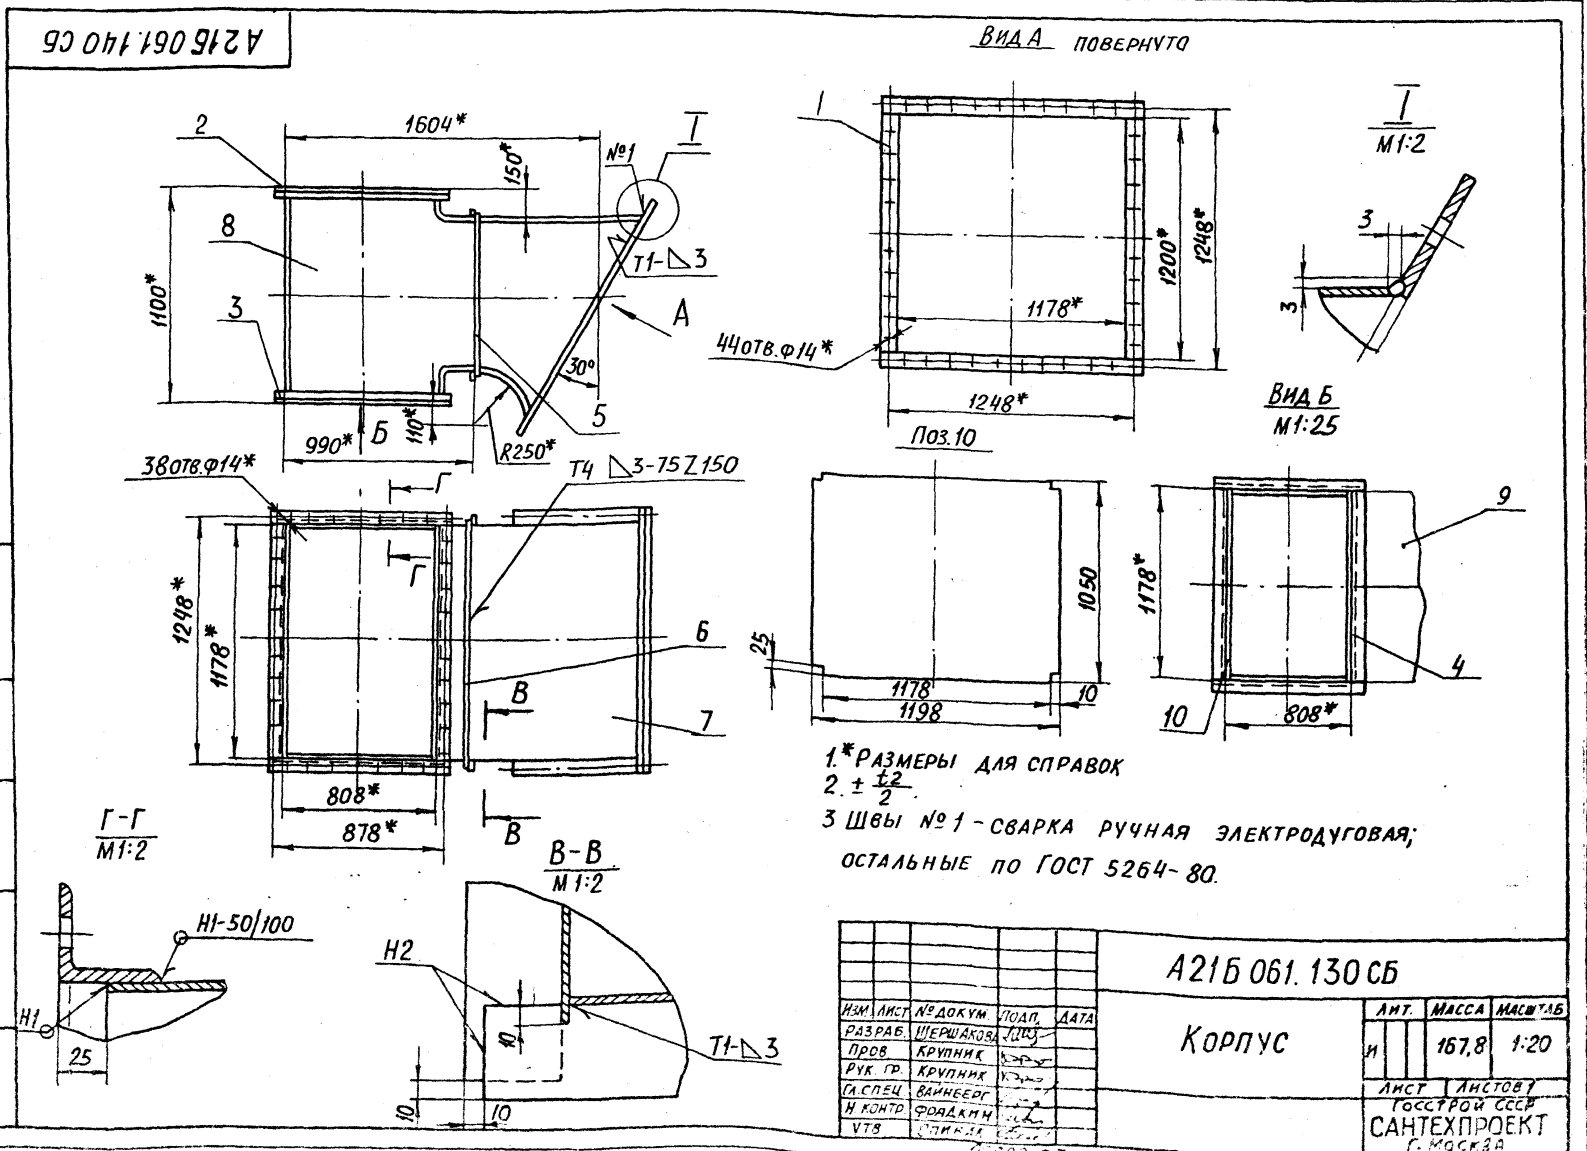 А21Б 061.140 СБ
Вид А повернуто
I
М1:2
3
3
2
1604*
150*
№1
I
8
1100*
3
Т1-◺3
А
30°
5
110*
Б
990*
R250*
1
1200*
1248*
1178*
44отв.ф14*
1248*
Поз.10
Вид Б
М1:25
38отв.ф14*
Г
Т4 ◺3-75Z150
Г
1248*
1178*
6
В
7
808*
878*
В
1050
25
1178
10
1198
9
1178*
4
10
808*
1.*Размеры для справок
2. ± t2/2.
3 Швы №1 - сварка ручная электродуговая;
остальные по ГОСТ 5264-80.
Г-Г
М1:2
Н1-50/100
Н1
25
В-В
М1:2
Н2
10
Т1-◺3
10
10
А21Б 061.130 СБ
Корпус
Изм. Лист № докум. Подп. Дата
Разраб. Шершакова
Пров Крупник
Рук. гр. Крупник
Гл.спец Вайнберг
Н контр Фрадкин
Утв
Лит. Масса Масштаб
И 167,8 1:20
Лист Листов 1
Госстрой СССР
САНТЕХПРОЕКТ
г. Москва